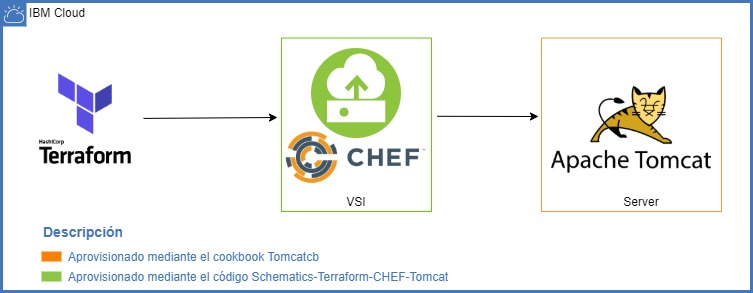 IBM Cloud
HashiCorp
Terraform
CHEF™
VSI
Apache Tomcat
Server
Descripción
Aprovisionado mediante el cookbook Tomcatcb
Aprovisionado mediante el código Schematics-Terraform-CHEF-Tomcat